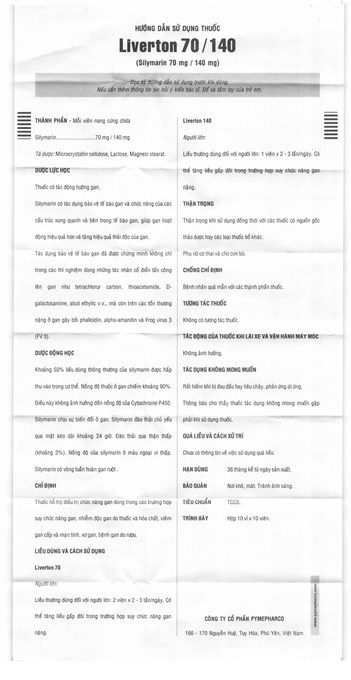 HƯỚNG DẪN SỬ DỤNG THUỐC
Liverton 70/140
(Silymarin 70 mg / 140 mg)
Đọc kỹ hướng dẫn sử dụng trước khi dùng.
Nếu cần thêm thông tin xin hỏi ý kiến bác sĩ. Để xa tầm tay của trẻ em.
THÀNH PHẦN - Mỗi viên nang cứng chứa
Silymarin..............................70 mg / 140 mg
Tá dược: Microcrystallin cellulose, Lactose, Magnesi stearat.
DƯỢC LỰC HỌC
Thuốc có tác động hướng gan.
Silymarin có tác dụng bảo vệ tế bào gan và chức năng của các
cấu trúc xung quanh và bên trong tế bào gan, giúp gan hoạt
động hiệu quả hơn và tăng hiệu quả thải độc của gan.
Tác dụng bảo vệ tế bào gan đã được chứng minh không chỉ
trong các thí nghiệm dùng những tác nhân cổ điển tấn công
lên gan như tetrachlorur carbon, thioacetamide, D-
galactosamine, alcol ethylic v.v., mà còn trên các tổn thương
nặng ở gan gây bởi phalloidin, alpha-amanitin và Frog virus 3
(FV3).
DƯỢC ĐỘNG HỌC
Khoảng 50% liều dùng thông thường của silymarin được hấp
thu vào trong cơ thể. Nồng độ thuốc ở gan chiếm khoảng 90%.
Điều này không ảnh hưởng đến nồng độ của Cytochrome P450.
Silymarin chịu sự biến đổi ở gan. Silymarin đào thải chủ yếu
qua mật kéo dài khoảng 24 giờ. Đào thải qua thận thấp
(khoảng 3%). Nồng độ của silymarin ở máu ngoại vi thấp.
Silymarin có vòng tuần hoàn gan ruột.
CHỈ ĐỊNH
Thuốc hỗ trợ điều trị chức năng gan dùng trong các trường hợp
suy chức năng gan, nhiễm độc gan do thuốc và hóa chất, viêm
gan cấp và mạn tính, xơ gan, bệnh gan do rượu.
LIỀU DÙNG VÀ CÁCH SỬ DỤNG
Liverton 70
Người lớn:
Liều thường dùng đối với người lớn: 2 viên x 2 - 3 lần/ngày. Có
thể tăng liều gấp đôi trong trường hợp suy chức năng gan
nặng.
Liverton 140
Người lớn:
Liều thường dùng đối với người lớn: 1 viên x 2 - 3 lần/ngày. Có
thể tăng liều gấp đôi trong trường hợp suy chức năng gan
nặng.
THẬN TRỌNG
Thận trọng khi sử dụng đồng thời với các thuốc có nguồn gốc
thảo dược hay các loại thuốc bổ khác.
Phụ nữ có thai và cho con bú.
CHỐNG CHỈ ĐỊNH
Bệnh nhân quá mẫn với các thành phần thuốc.
TƯƠNG TÁC THUỐC
Không có tương tác thuốc.
TÁC ĐỘNG CỦA THUỐC KHI LÁI XE VÀ VẬN HÀNH MÁY MÓC
Không ảnh hưởng.
TÁC DỤNG KHÔNG MONG MUỐN
Rất hiếm khi bị đau đầu hay tiêu chảy, phản ứng dị ứng.
Thông báo cho thầy thuốc tác dụng không mong muốn gặp
phải khi sử dụng thuốc.
QUÁ LIỀU VÀ CÁCH XỬ TRÍ
Chưa có thông tin về việc sử dụng quá liều.
HẠN DÙNG 36 tháng kể từ ngày sản xuất.
BẢO QUẢN Nơi khô, mát. Tránh ánh sáng.
TIÊU CHUẨN TCCS.
TRÌNH BÀY Hộp 10 vỉ x 10 viên.
CÔNG TY CỔ PHẦN PYMEPHARCO
166 - 170 Nguyễn Huệ, Tuy Hòa, Phú Yên, Việt Nam